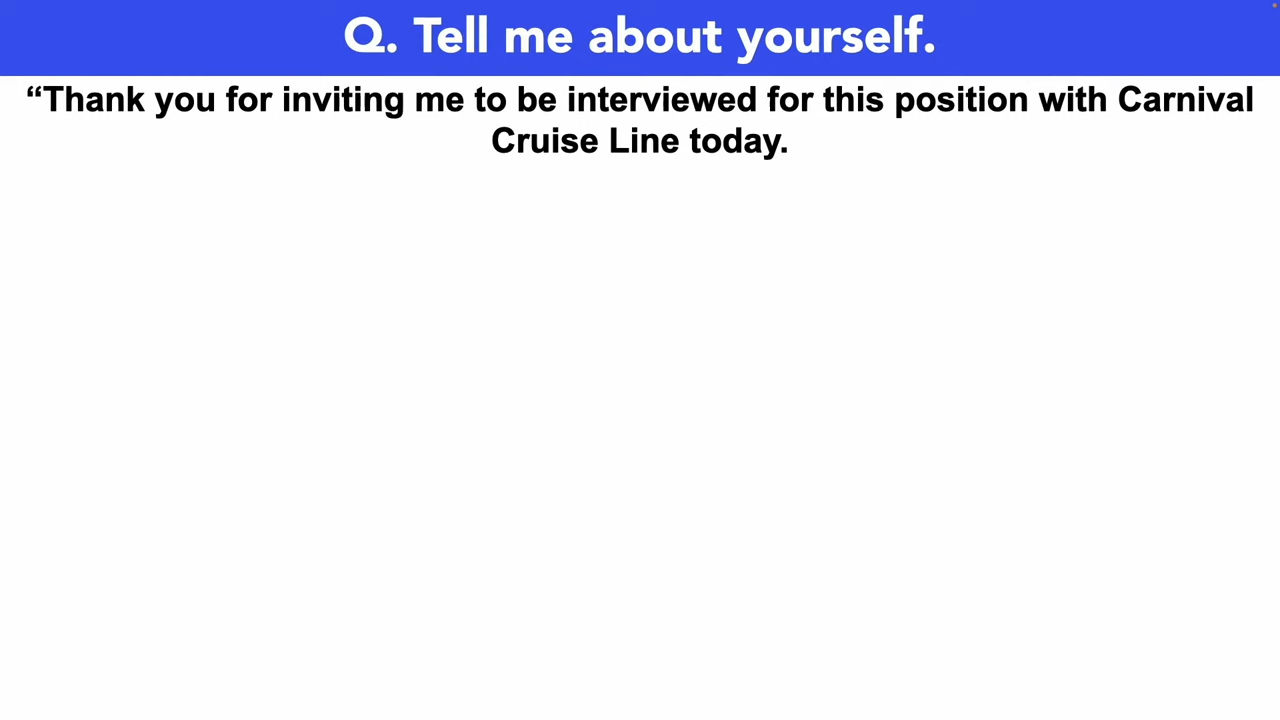 Q. Tell me about yourself.
“Thank you for inviting me to be interviewed for this position with Carnival
Cruise Line today.